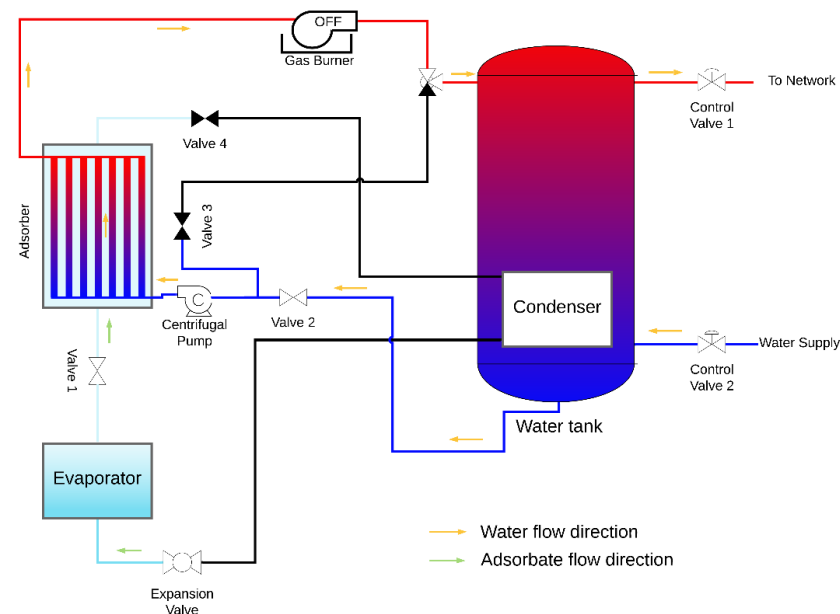 OFF
Gas Burner
To Network
Control
Valve 1
Valve 4
Adsorber
Valve 3
Condenser
C
Centrifugal
Pump
Valve 2
Water Supply
Control
Valve 2
Valve 1
Water tank
Evaporator
Water flow direction
Adsorbate flow direction
Expansion
Valve